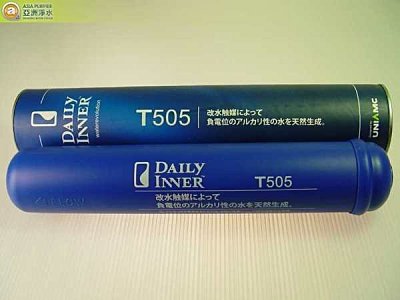 ASIA PURIFIER
亞洲淨水
DAILY
INNER
waterrevolution
T505
改水触媒によって
負電位のアルカリ性の水を天然生成。
UNIAMC
DAILY
INNER
T505
改水触媒によって
負電位のアルカリ性の水を天然生成。